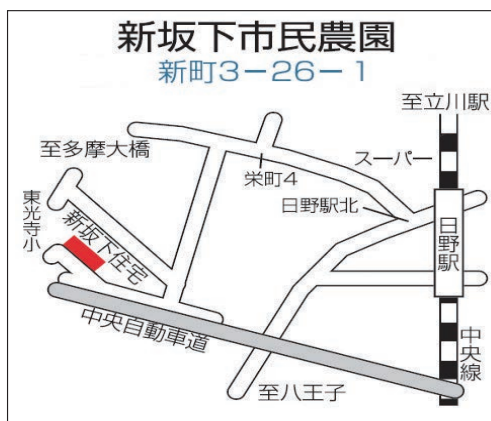 新坂下市民農園
新町3-26-1
至立川駅
至多摩大橋
スーパー
栄町4
日野駅北
東光寺小
新坂下住宅
日野駅
中央自動車道
中央線
至八王子